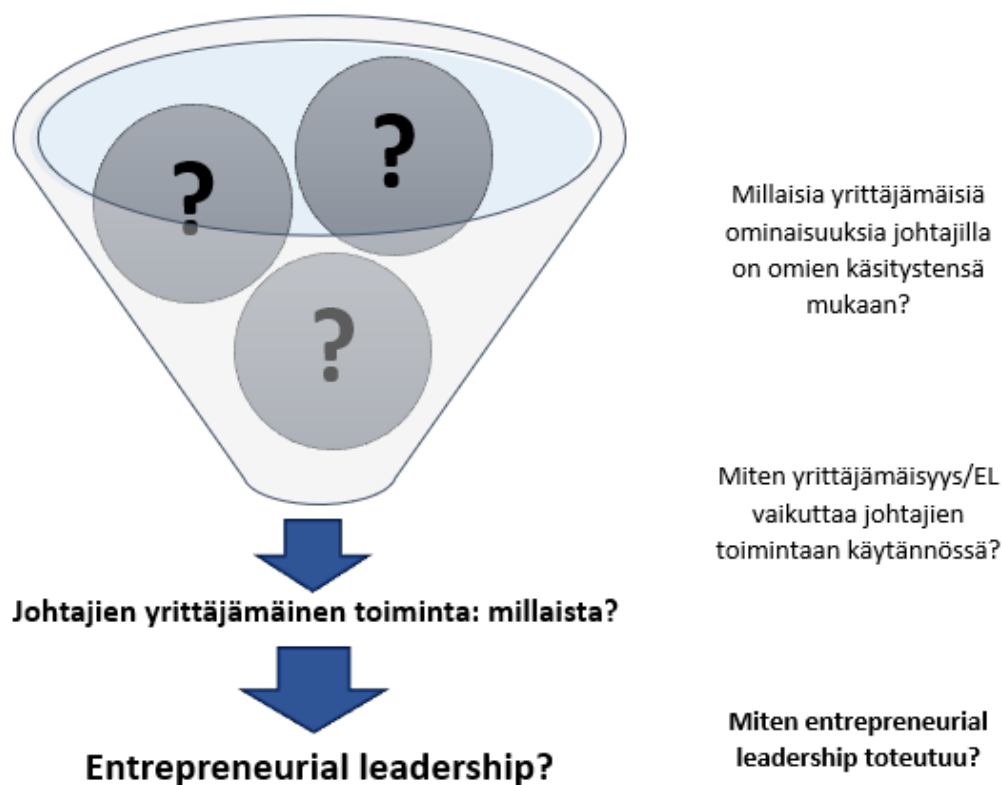 ?
?
?
Millaisia yrittäjämäisiä
ominaisuuksia johtajilla
on omien käsitystensä
mukaan?
Miten yrittäjämäisyys/EL
vaikuttaa johtajien
toimintaan käytännössä?
Johtajien yrittäjämäinen toiminta: millaista?
Miten entrepreneurial
leadership toteutuu?
Entrepreneurial leadership?